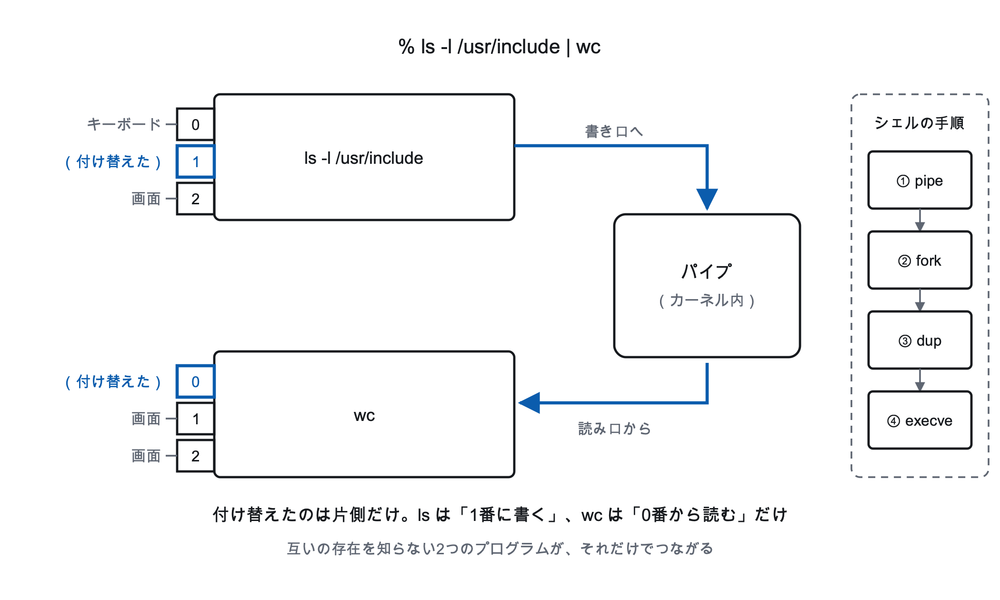 % ls -l /usr/include | wc
キーボード
0
(付け替えた)
1
画面
2
ls -l /usr/include
書き口へ
パイプ
(カーネル内)
読み口から
(付け替えた)
0
画面
1
画面
2
wc
シェルの手順
① pipe
② fork
③ dup
④ execve
付け替えたのは片側だけ。ls は「1番に書く」、wc は「0番から読む」だけ
互いの存在を知らない2つのプログラムが、それだけでつながる